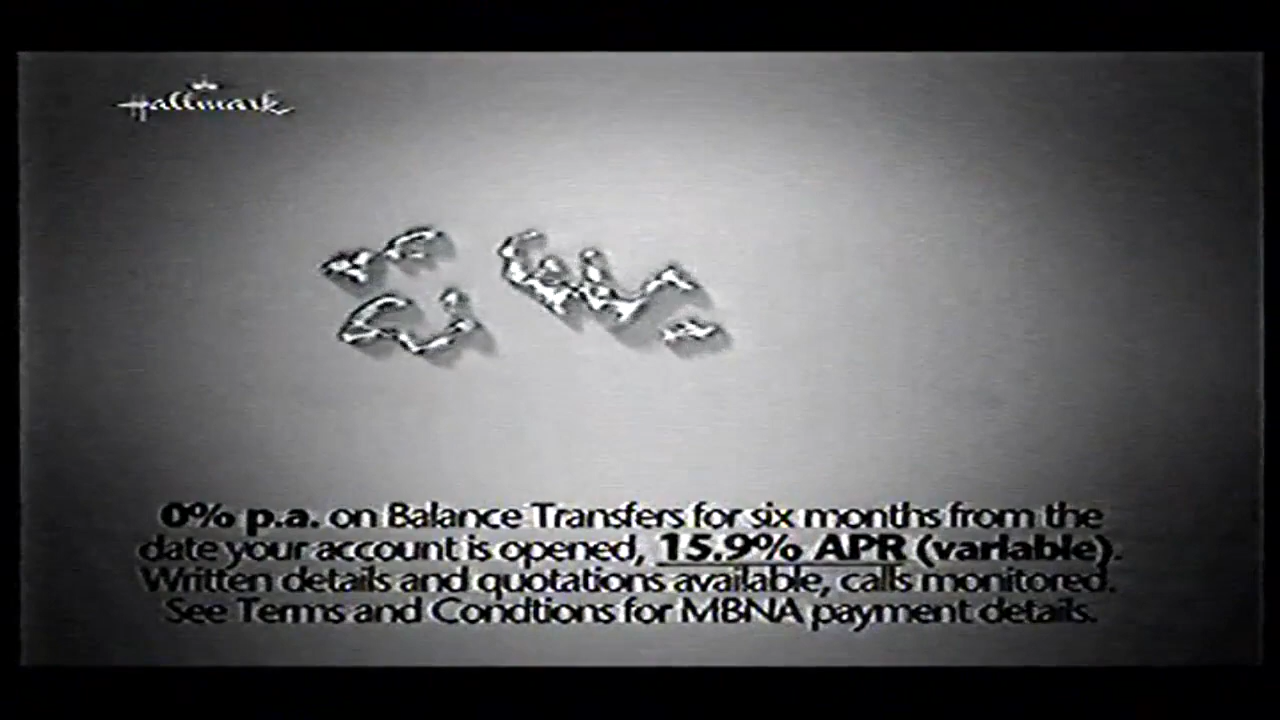 Hallmark
0% p.a. on Balance Transfers for six months from the
date your account is opened, 15.9% APR (variable).
Written details and quotations available, calls monitored.
See Terms and Condtions for MBNA payment details.